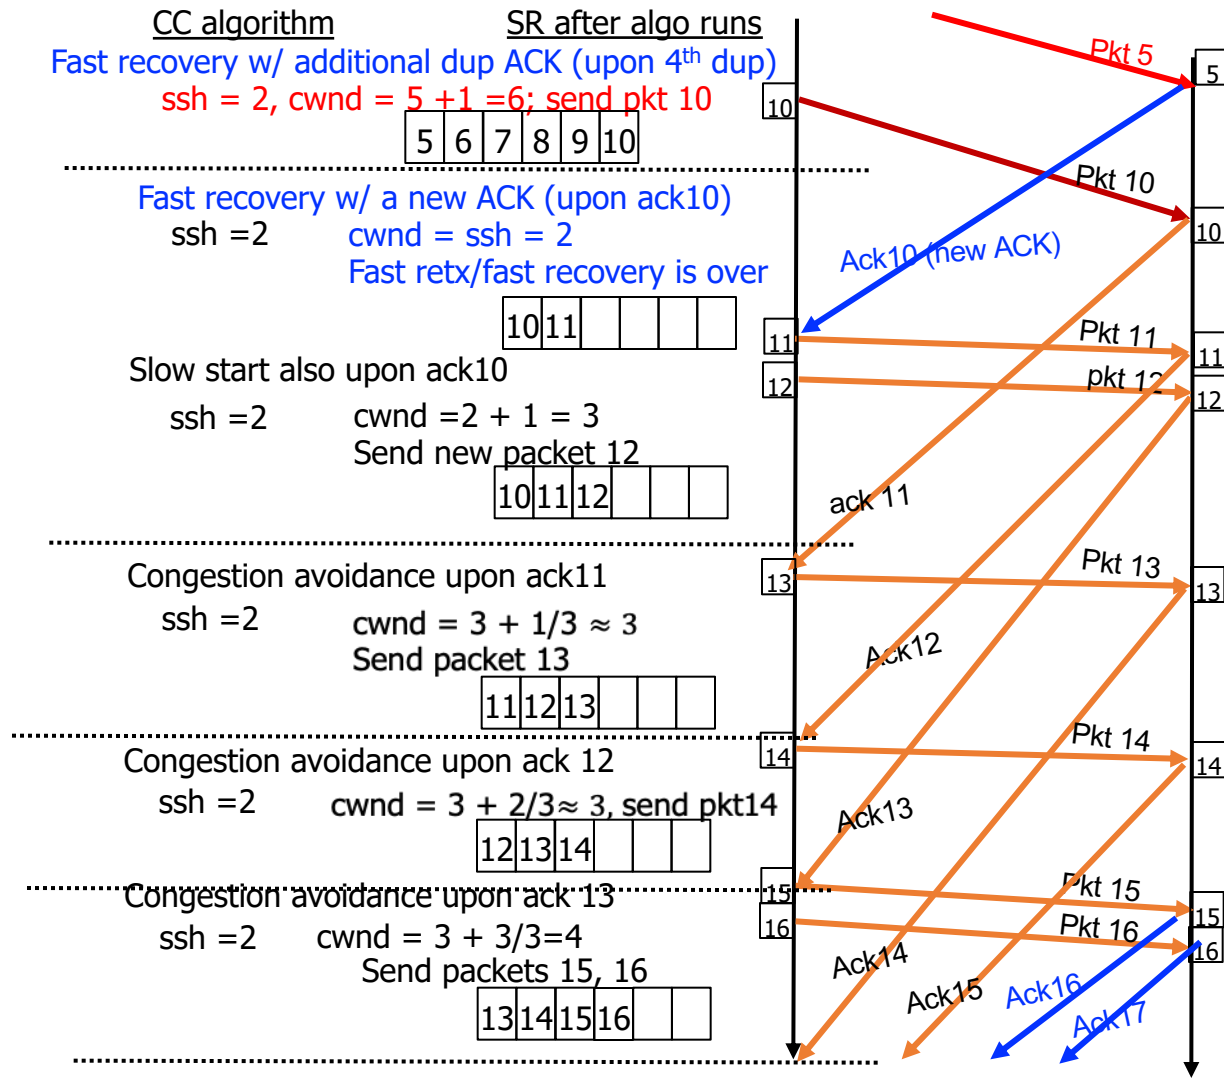 CC algorithm
SR after algo runs
Fast recovery w/ additional dup ACK (upon 4th dup)
ssh = 2, cwnd = 5 +1 =6; send pkt 10
5 6 7 8 9 10
Fast recovery w/ a new ACK (upon ack10)
ssh =2 cwnd = ssh = 2
Fast retx/fast recovery is over
10 11
Slow start also upon ack10
ssh =2 cwnd =2 + 1 = 3
Send new packet 12
10 11 12
Congestion avoidance upon ack11
ssh =2 cwnd = 3 + 1/3 ≈ 3
Send packet 13
11 12 13
Congestion avoidance upon ack 12
ssh =2 cwnd = 3 + 2/3≈ 3, send pkt14
12 13 14
Congestion avoidance upon ack 13
ssh =2 cwnd = 3 + 3/3=4
Send packets 15, 16
13 14 15 16
Pkt 5
5
10
Pkt 10
10
Ack10 (new ACK)
11
Pkt 11
11
12
pkt 12
12
ack 11
13
Pkt 13
13
Ack12
14
Pkt 14
14
Ack13
15
Pkt 15
15
16
Pkt 16
16
Ack14
Ack15
Ack16
Ack17